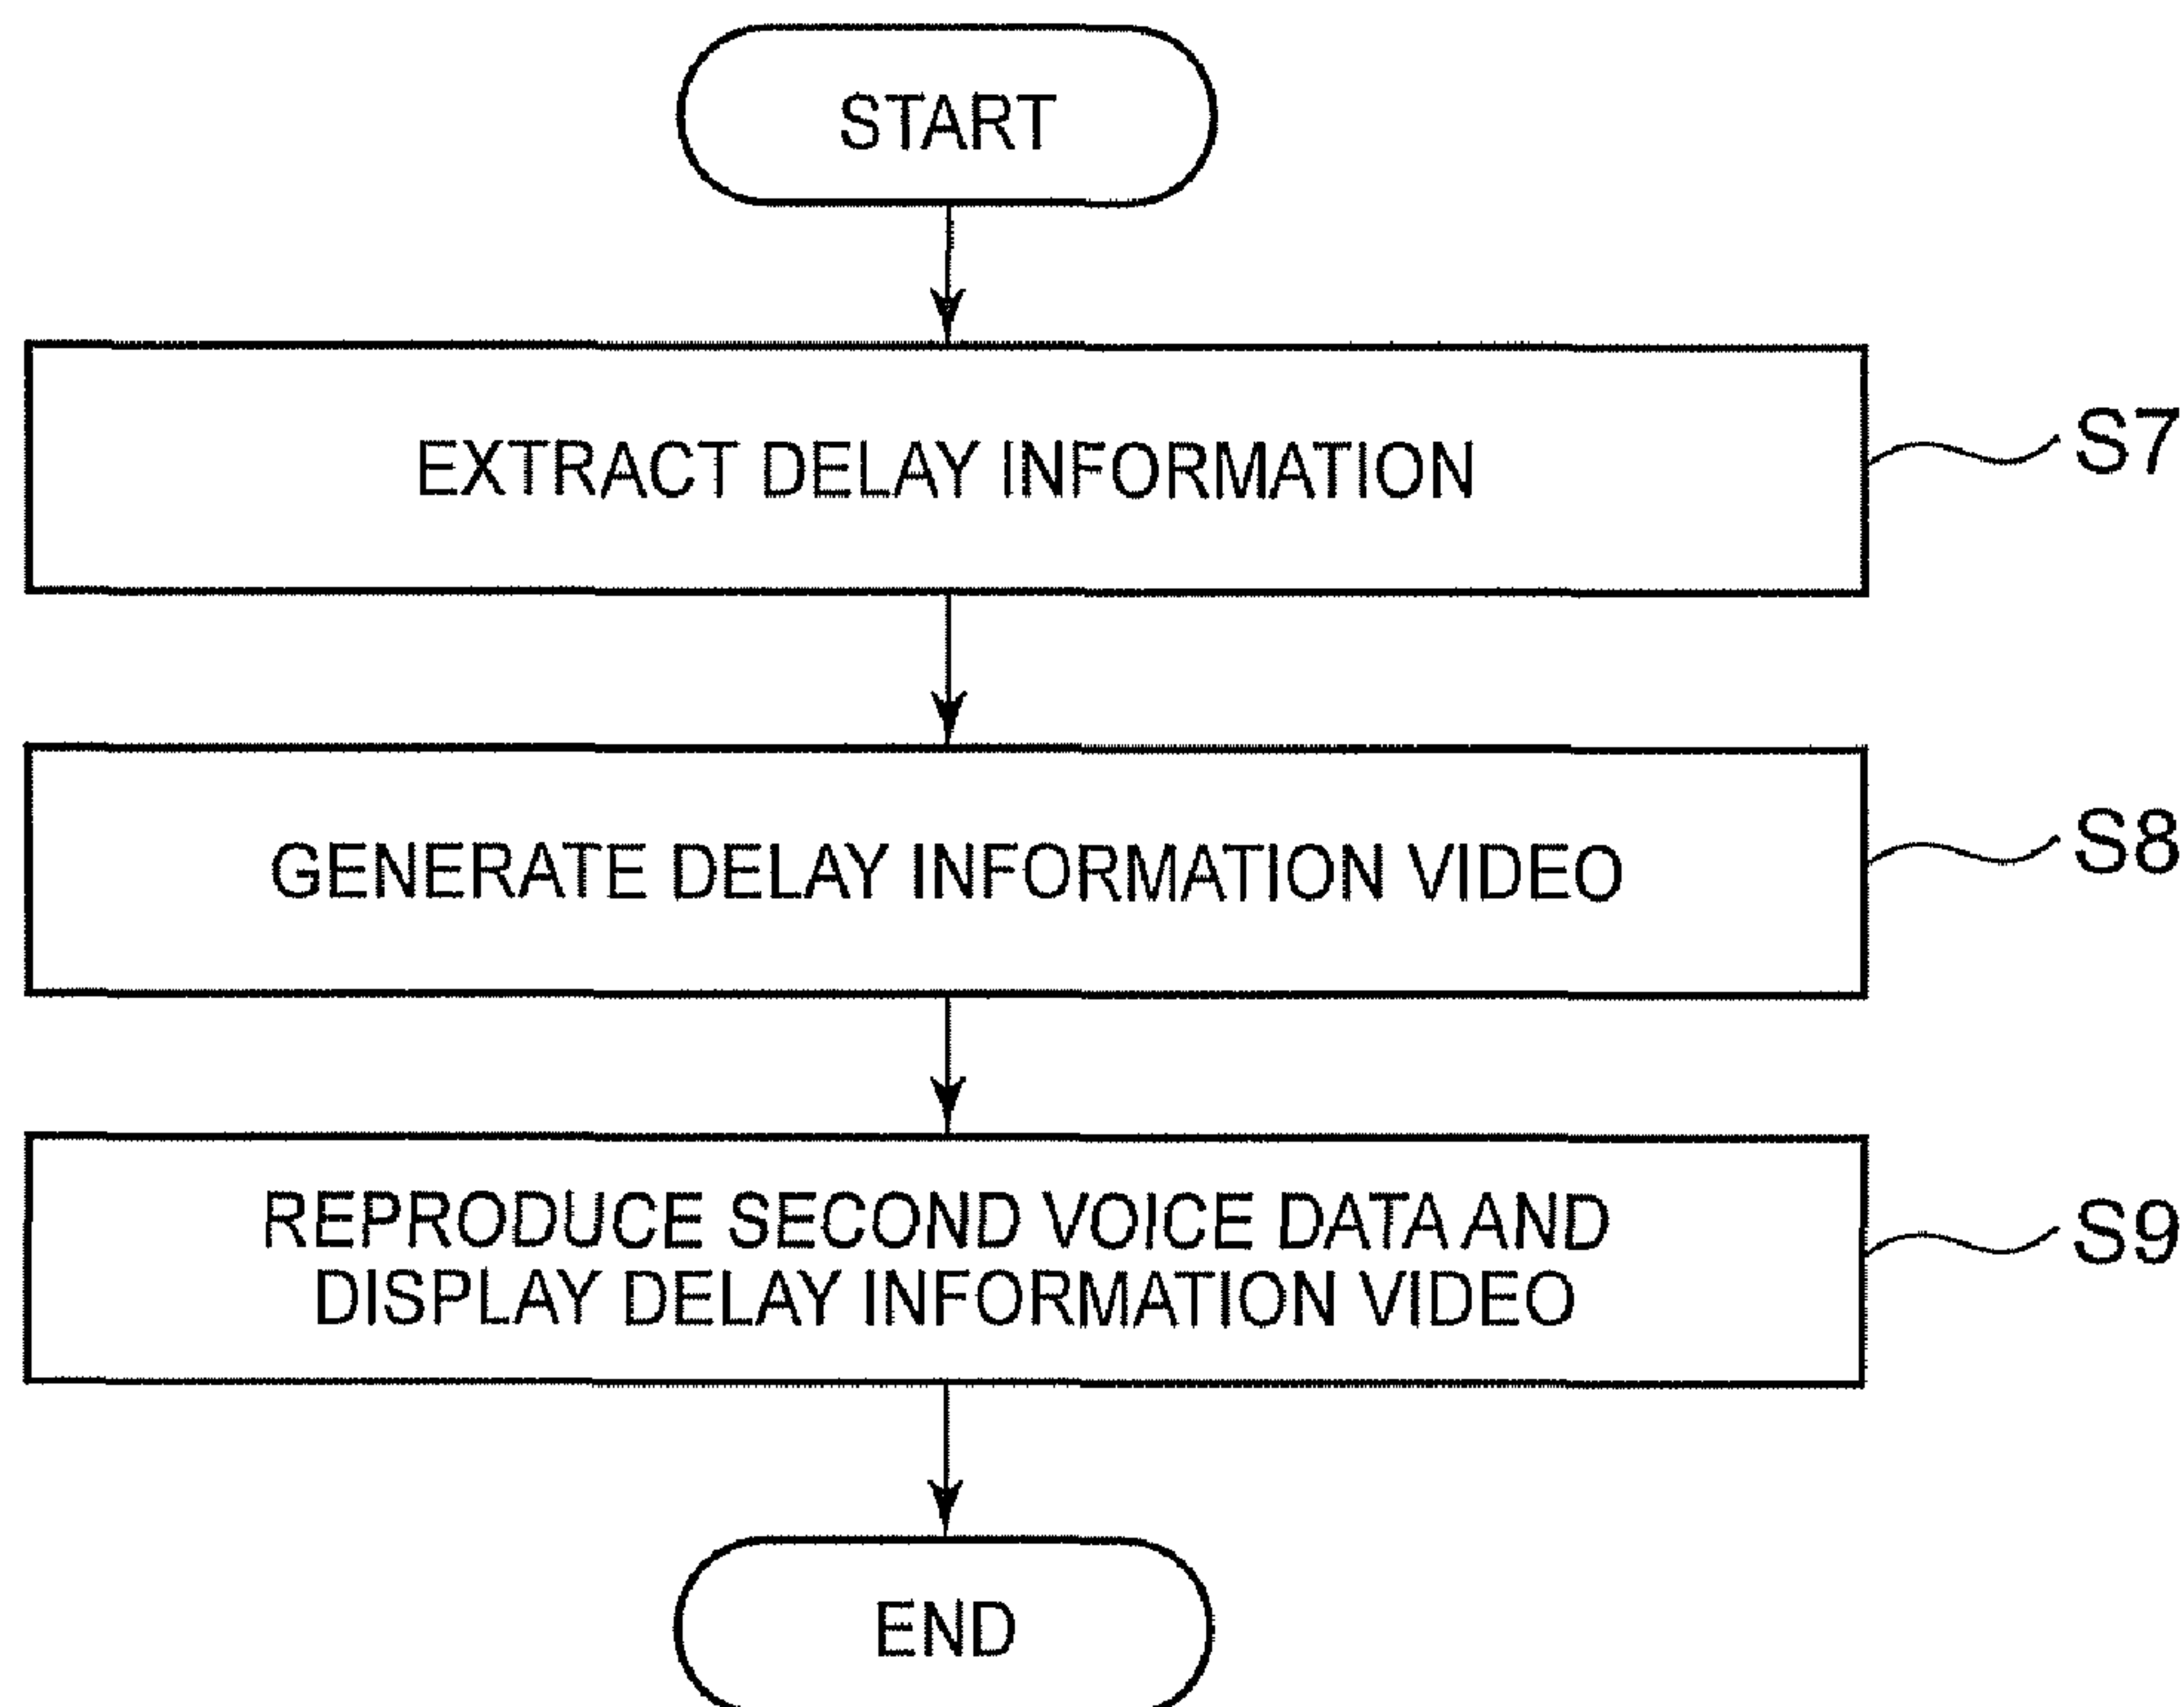 START
EXTRACT DELAY INFORMATION
S7
GENERATE DELAY INFORMATION VIDEO
S8
REPRODUCE SECOND VOICE DATA AND
DISPLAY DELAY INFORMATION VIDEO
S9
END